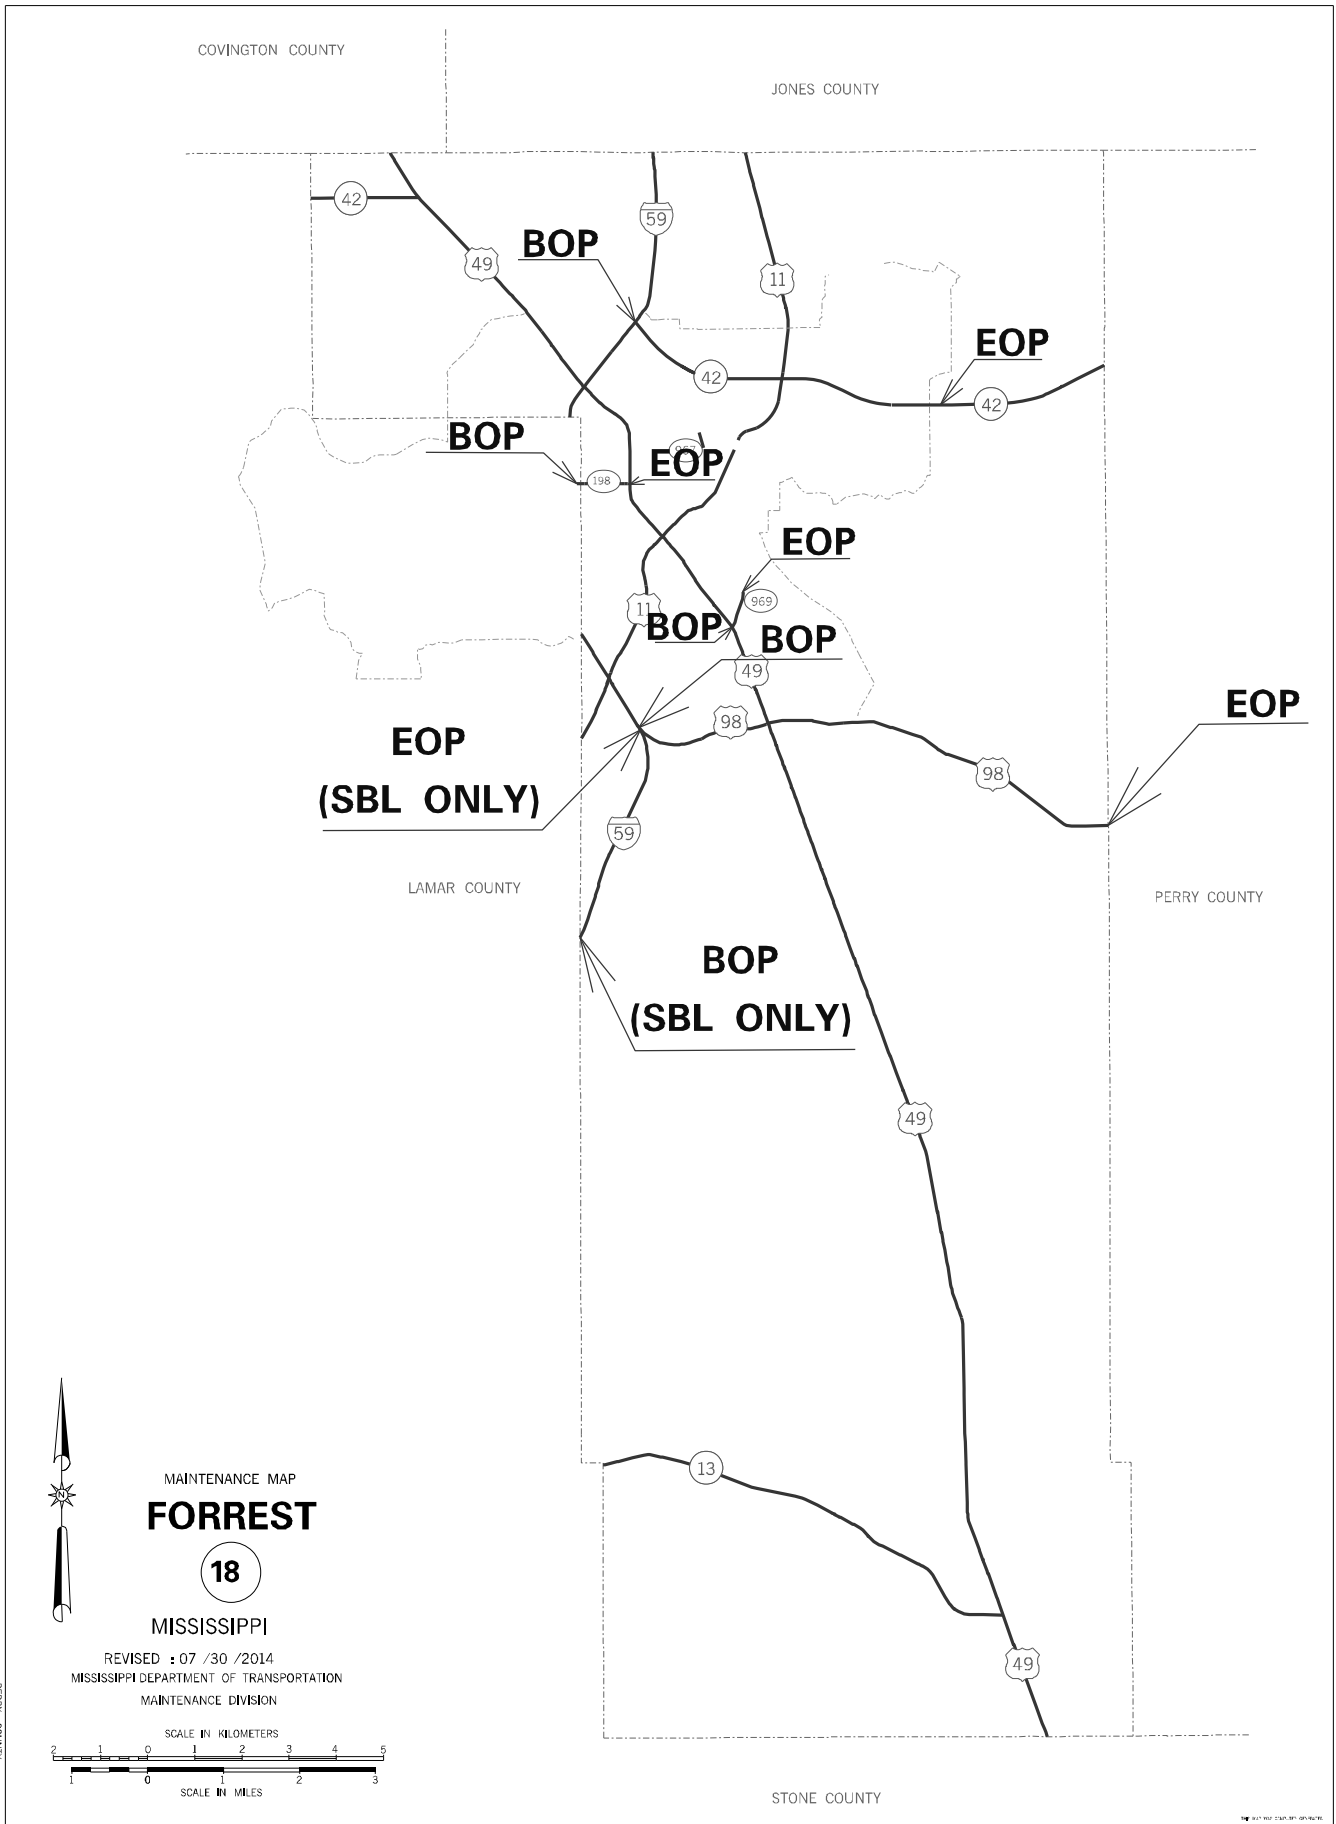 COVINGTON COUNTY
JONES COUNTY
42
59
49
BOP
11
EOP
42
42
BOP
EOP
198
EOP
969
11
BOP
BOP
49
EOP
98
EOP
98
(SBL ONLY)
59
LAMAR COUNTY
PERRY COUNTY
BOP
(SBL ONLY)
49
13
MAINTENANCE MAP
FORREST
18
MISSISSIPPI
REVISED : 07 /30 /2014
MISSISSIPPI DEPARTMENT OF TRANSPORTATION
MAINTENANCE DIVISION
49
SCALE IN KILOMETERS
2 1 0 1 2 3 4 5
1 0 1 2 3
SCALE IN MILES
STONE COUNTY